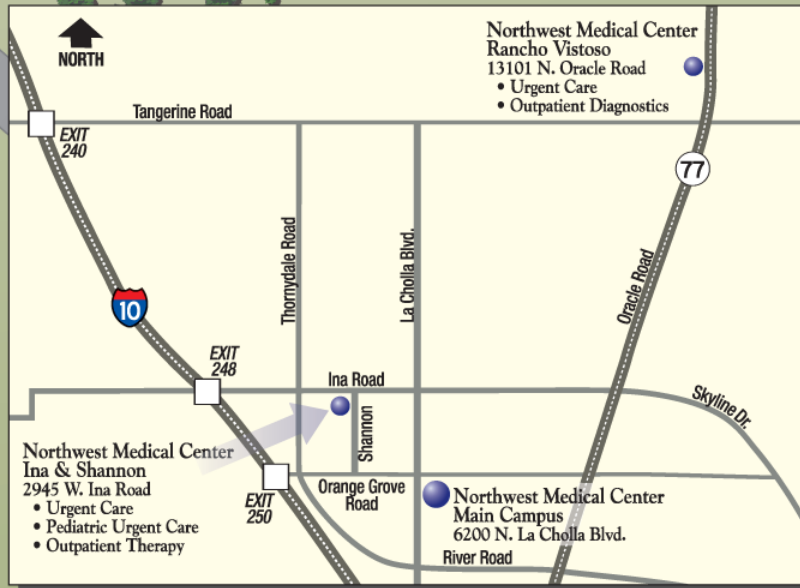 NORTH
Northwest Medical Center
Rancho Vistoso
13101 N. Oracle Road
• Urgent Care
• Outpatient Diagnostics
Tangerine Road
EXIT
240
77
Thornydale Road
La Cholla Blvd.
Oracle Road
10
EXIT
248
Ina Road
Skyline Dr.
Shannon
Northwest Medical Center
Ina & Shannon
2945 W. Ina Road
• Urgent Care
• Pediatric Urgent Care
• Outpatient Therapy
EXIT
250
Orange Grove
Road
Northwest Medical Center
Main Campus
6200 N. La Cholla Blvd.
River Road